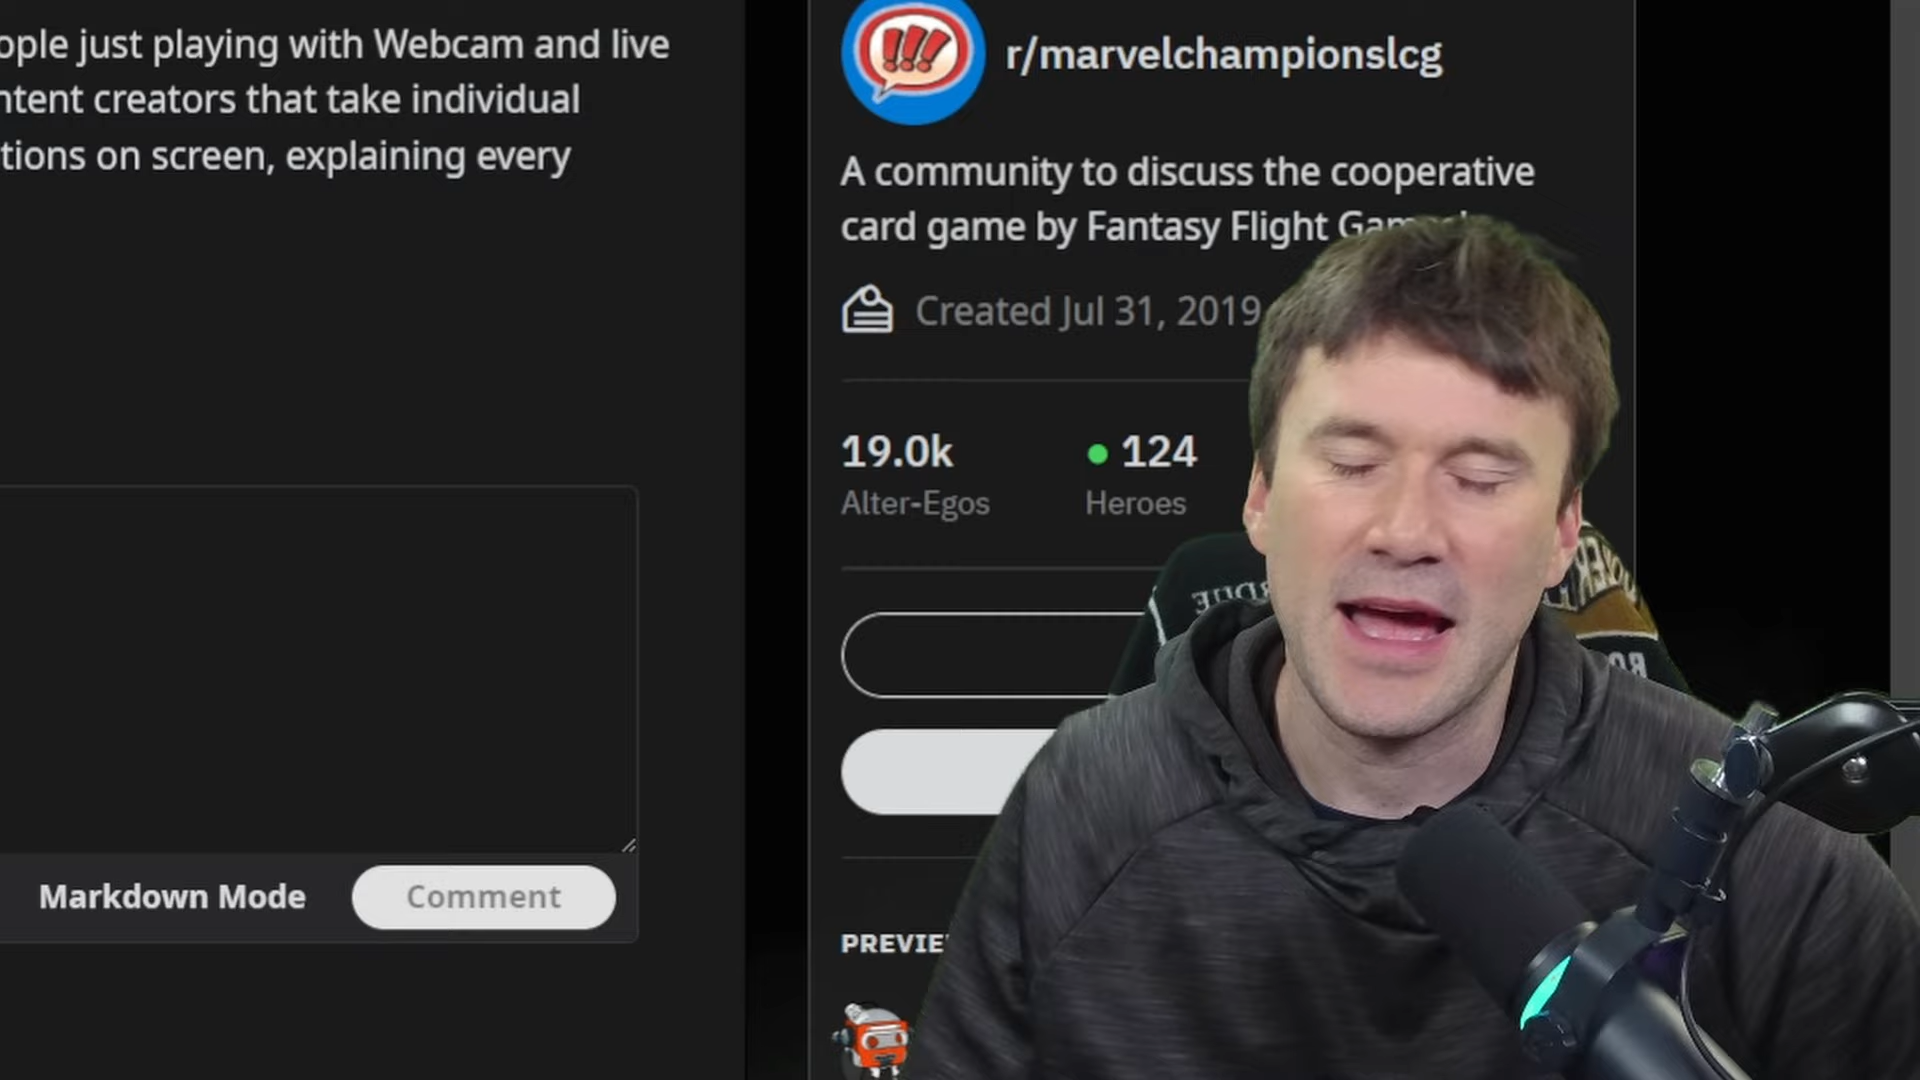 ople just playing with Webcam and live
ntent creators that take individual
tions on screen, explaining every
Markdown Mode
Comment
!!!
r/marvelchampionslcg
A community to discuss the cooperative
card game by Fantasy Flight
Created Jul 31, 2019
19.0k
124
Alter-Egos
Heroes
PREVIE